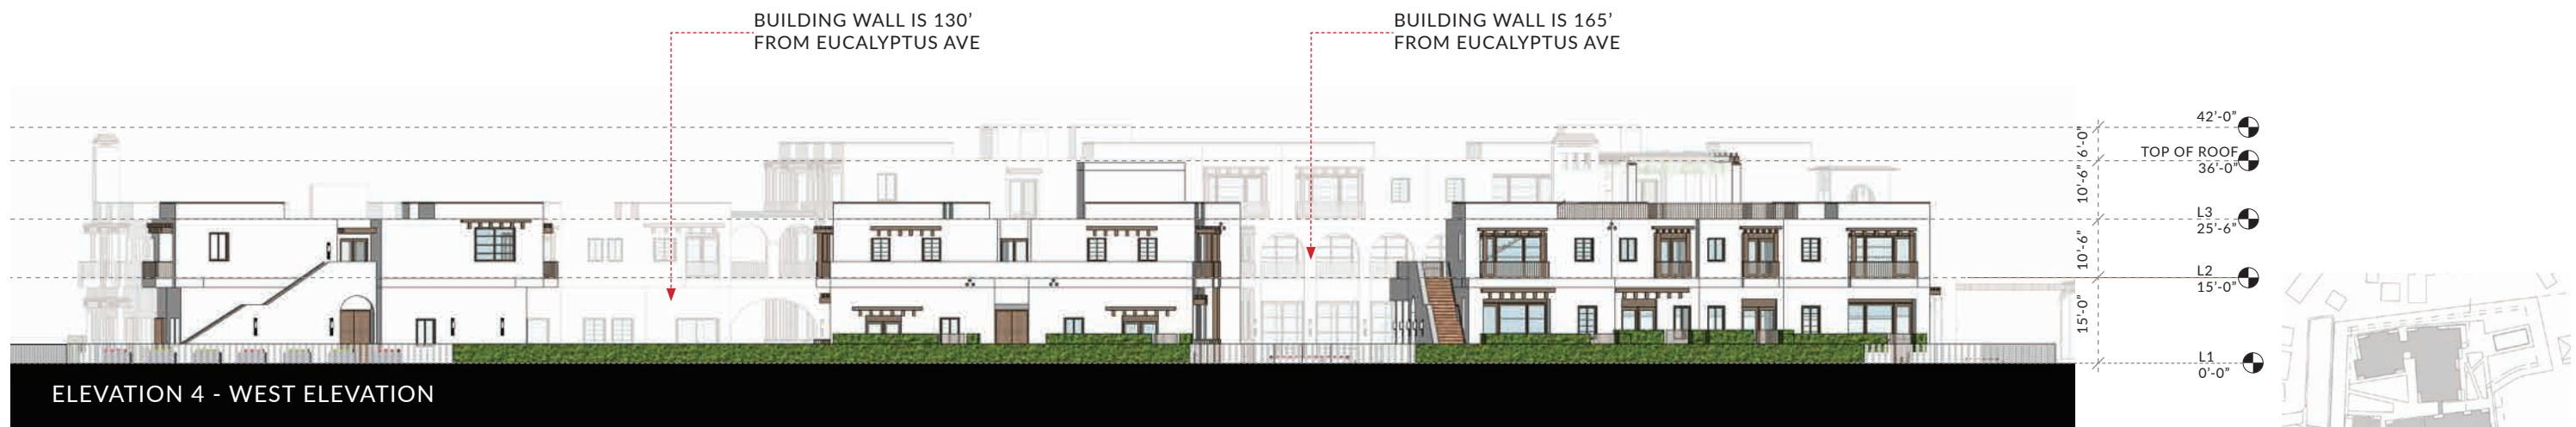 BUILDING WALL IS 130’
FROM EUCALYPTUS AVE
BUILDING WALL IS 165’
FROM EUCALYPTUS AVE
42’-0”
6’-0”
TOP OF ROOF
36’-0”
10’-6”
L3
25’-6”
10’-6”
L2
15’-0”
15’-0”
L1
0’-0”
ELEVATION 4 - WEST ELEVATION